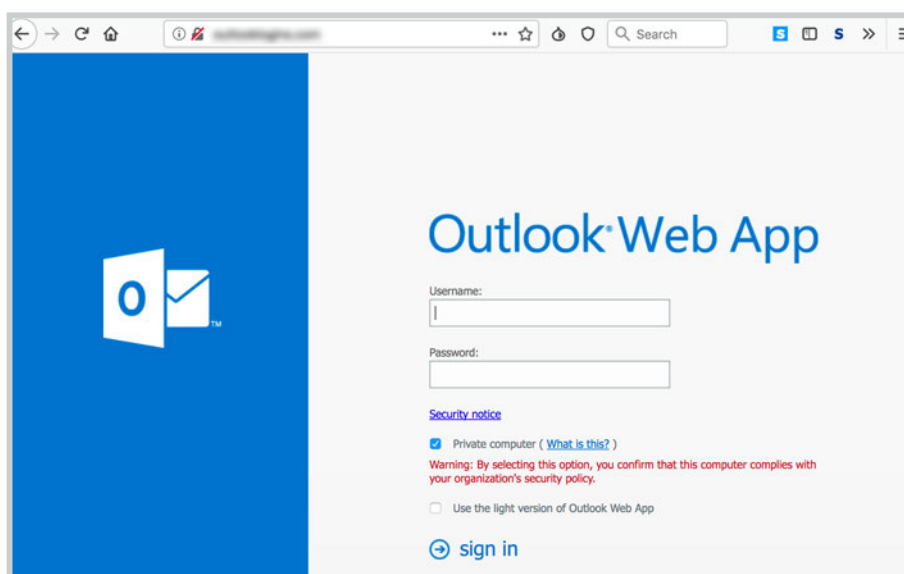 Search
S
S
Outlook® Web App
O
TM
Username:
Password:
Security notice
Private computer ( What is this? )
Warning: By selecting this option, you confirm that this computer complies with
your organization's security policy.
Use the light version of Outlook Web App
sign in